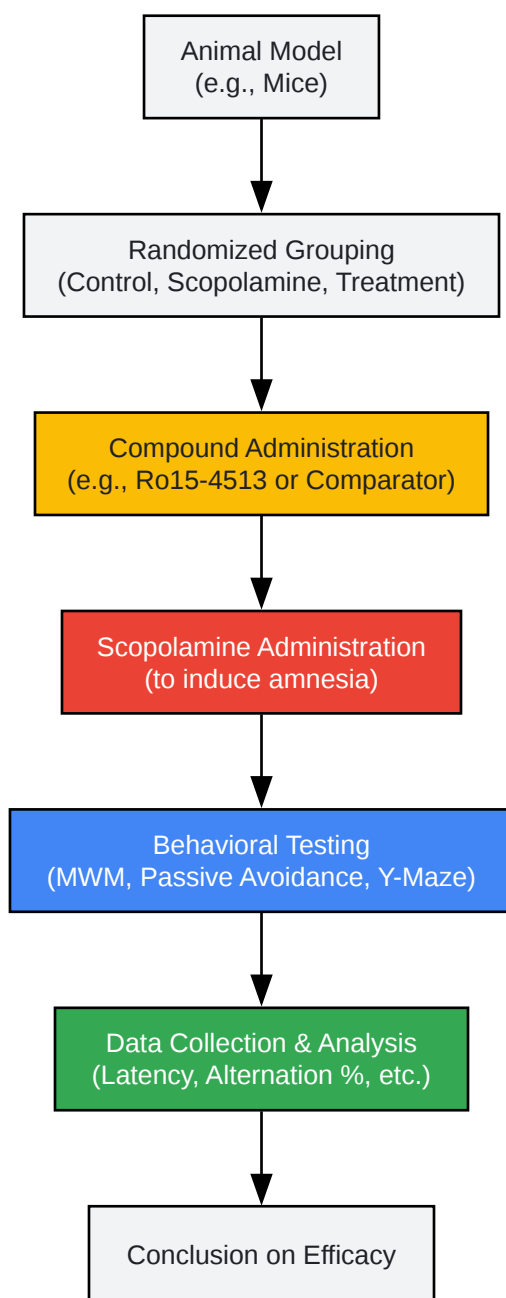 Animal Model
(e.g., Mice)
Randomized Grouping
(Control, Scopolamine, Treatment)
Compound Administration
(e.g., Ro15-4513 or Comparator)
Scopolamine Administration
(to induce amnesia)
Behavioral Testing
(MWM, Passive Avoidance, Y-Maze)
Data Collection & Analysis
(Latency, Alternation %, etc.)
Conclusion on Efficacy